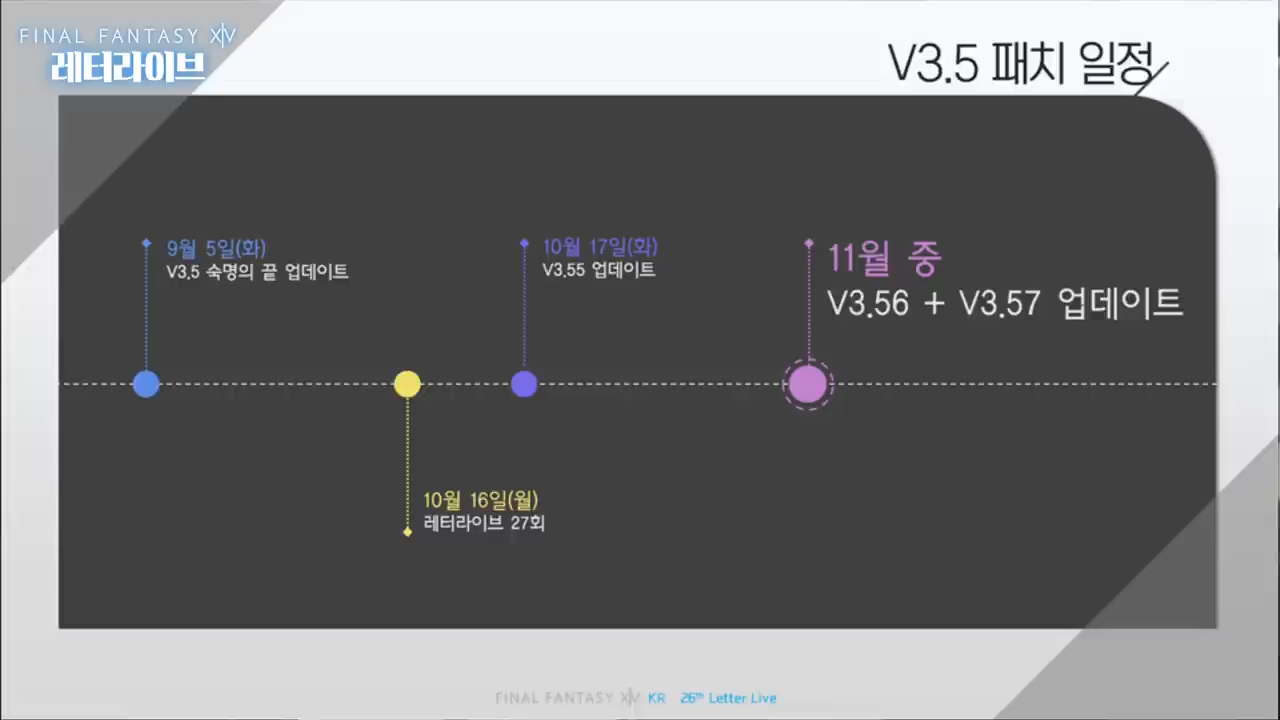 FINAL FANTASY XIV
레터라이브
V3.5 패치 일정
9월 5일(화)
V3.5 숙명의 끝 업데이트
10월 17일(화)
V3.55 업데이트
11월 중
V3.56 + V3.57 업데이트
10월 16일(월)
레터라이브 27회
FINAL FANTASY XIV KR 26th Letter Live